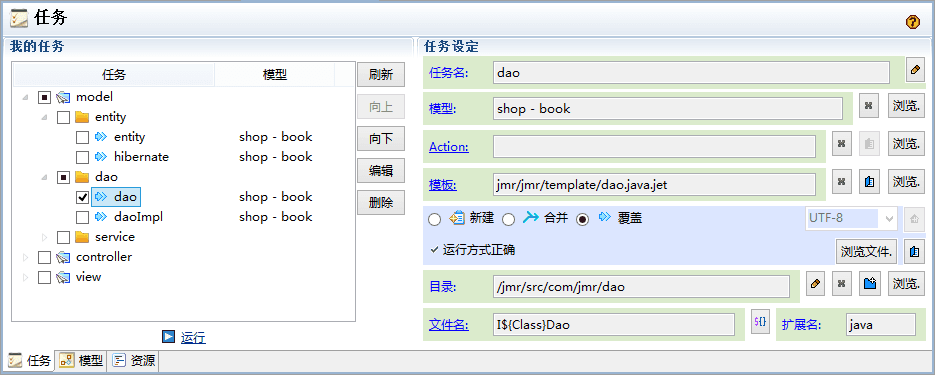 任务
我的任务
任务 模型
model
entity
entity shop - book
hibernate shop - book
dao
dao shop - book
daoImpl shop - book
service
controller
view
刷新
向上
向下
编辑
删除
运行
任务设定
任务名: dao
模型: shop - book 浏览.
Action: 浏览.
模板: jmr/jmr/template/dao.java.jet 浏览.
新建 合并 覆盖 UTF-8
运行方式正确 浏览文件.
目录: /jmr/src/com/jmr/dao 浏览.
文件名: I${Class}Dao ${} 扩展名: java
任务 模型 资源